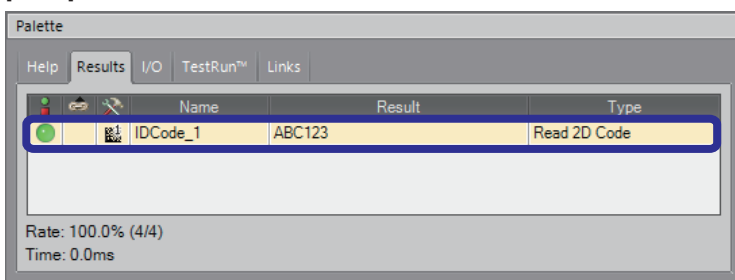 Palette
Help Results I/O TestRun™ Links
Name Result Type
IDCode_1 ABC123 Read 2D Code
Rate: 100.0% (4/4)
Time: 0.0ms